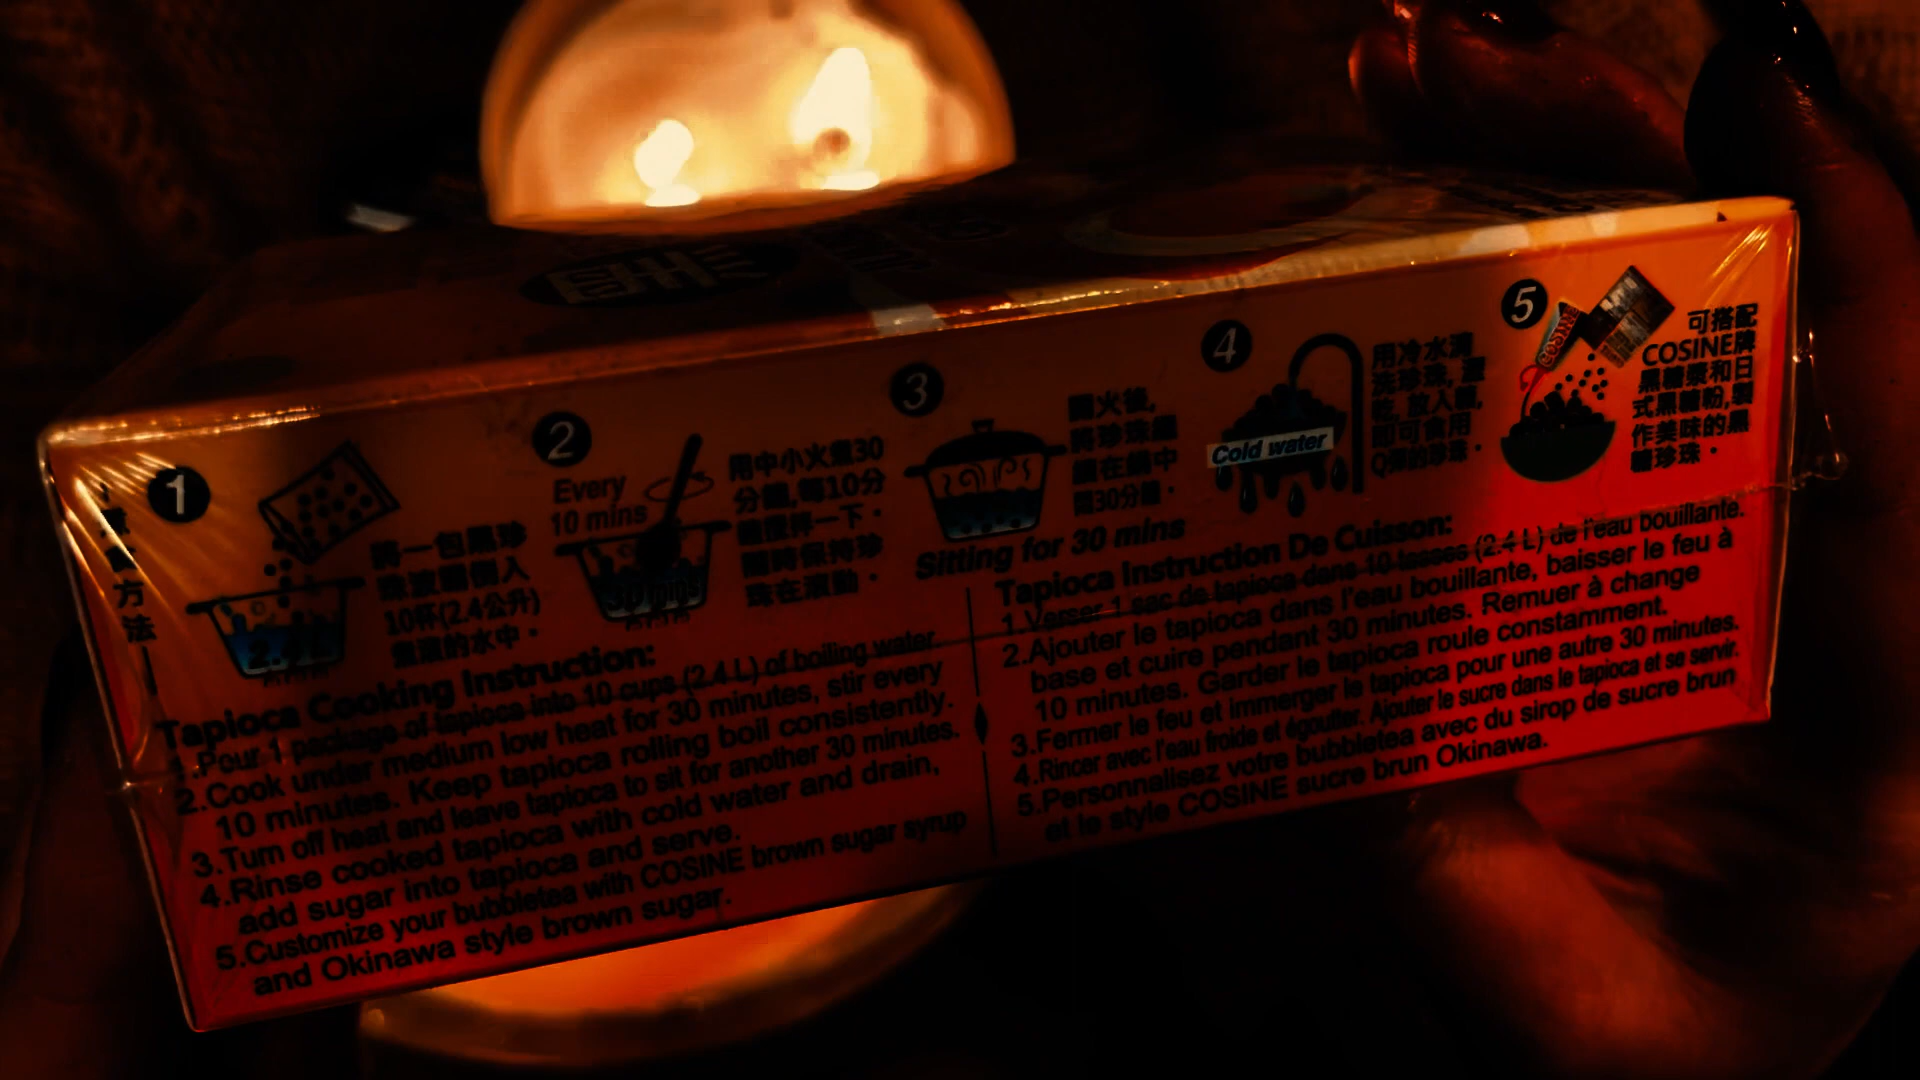 1
將一包黑珍
珠波霸倒入
10杯(2.4公升)
煮滾的水中。
2.4L
2
Every
10 mins
30 mins
用中小火煮30
分鐘,每10分
鐘攪拌一下。
隨時保持珍
珠在滾動。
3
關火後,
將珍珠繼
續在鍋中
悶30分鐘。
Sitting for 30 mins
4
Cold water
用冷水清
洗珍珠, 瀝
乾, 放入糖,
即可食用
Q彈的珍珠。
5
COSINE
可搭配
COSINE牌
黑糖漿和日
式黑糖粉,製
作美味的黑
糖珍珠。
方
法
Tapioca Cooking Instruction:
1.Pour 1 package of tapioca into 10 cups (2.4 L) of boiling water
2.Cook under medium low heat for 30 minutes, stir every
10 minutes. Keep tapioca rolling boil consistently.
3.Turn off heat and leave tapioca to sit for another 30 minutes.
4.Rinse cooked tapioca with cold water and drain,
add sugar into tapioca and serve.
5.Customize your bubbletea with COSINE brown sugar syrup
and Okinawa style brown sugar.
Tapioca Instruction De Cuisson:
1.Verser 1 sac de tapioca dans 10 tasses (2.4 L) de l'eau bouillante.
2.Ajouter le tapioca dans l'eau bouillante, baisser le feu à
base et cuire pendant 30 minutes. Remuer à change
10 minutes. Garder le tapioca roule constamment.
3.Fermer le feu et immerger le tapioca pour une autre 30 minutes.
4.Rincer avec l'eau froide et égoutter. Ajouter le sucre dans le tapioca et se servir.
5.Personnalisez votre bubbletea avec du sirop de sucre brun
et le style COSINE sucre brun Okinawa.